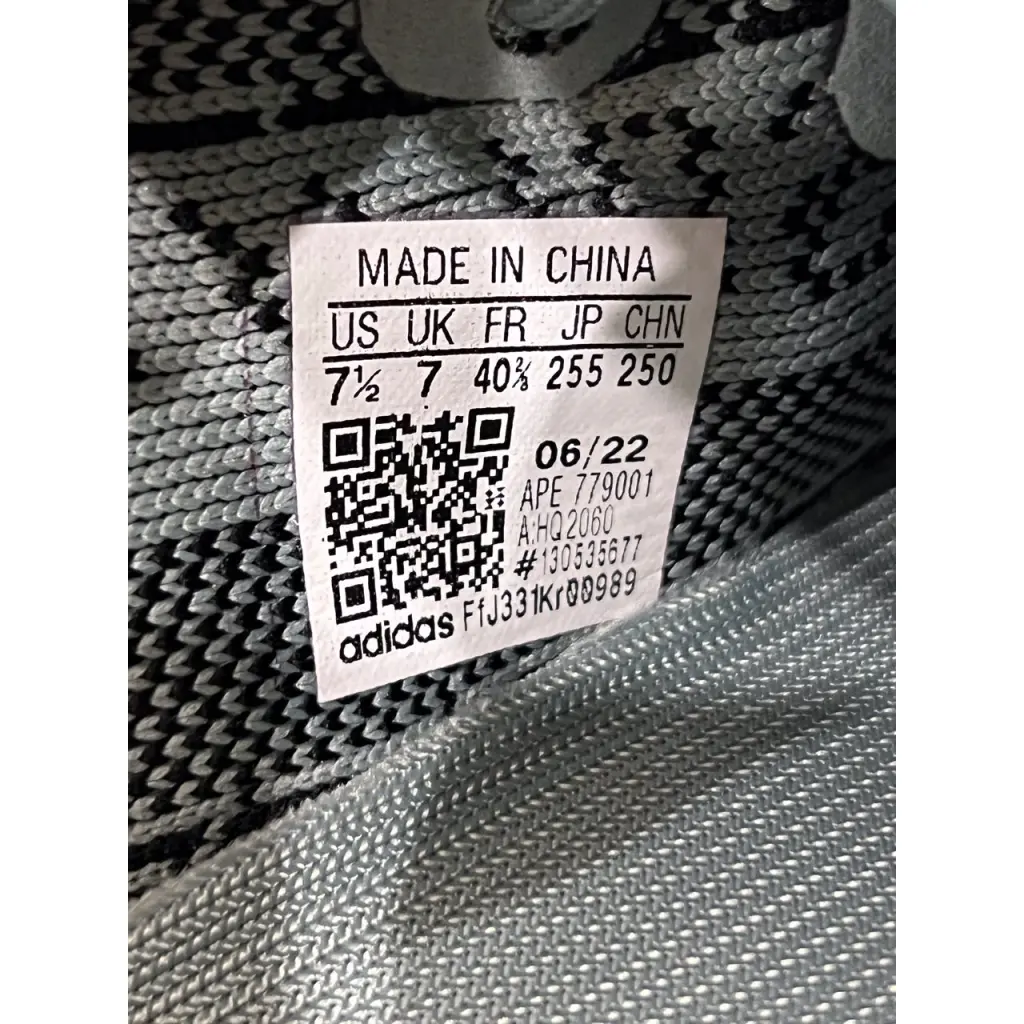 MADE IN CHINA
US UK FR JP CHN
7½ 7 40⅔ 255 250
06/22
APE 779001
A:HQ2060
#130535677
adidas FfJ331Kr00989